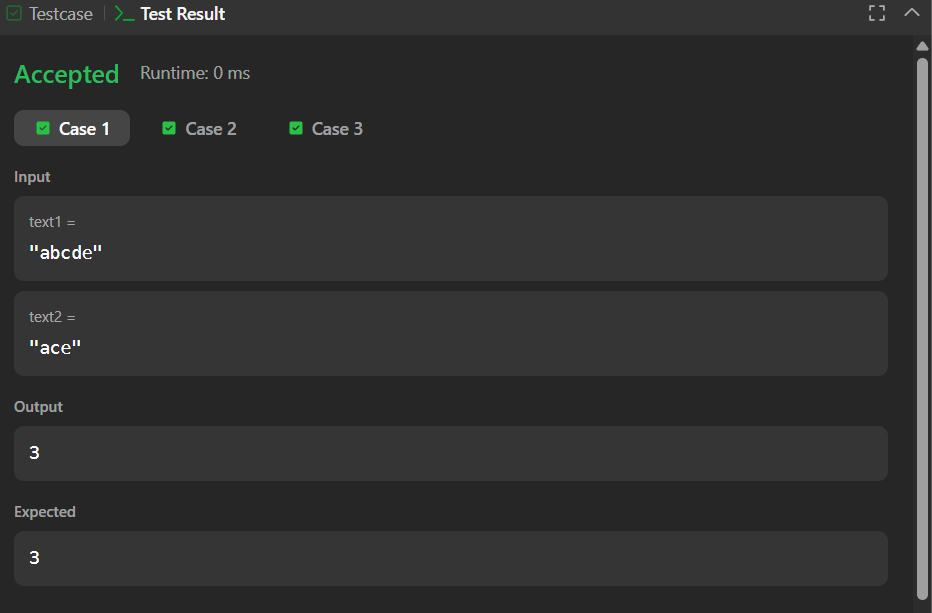 Testcase
Test Result
Accepted Runtime: 0 ms
Case 1 Case 2 Case 3
Input
text1 =
"abcde"
text2 =
"ace"
Output
3
Expected
3